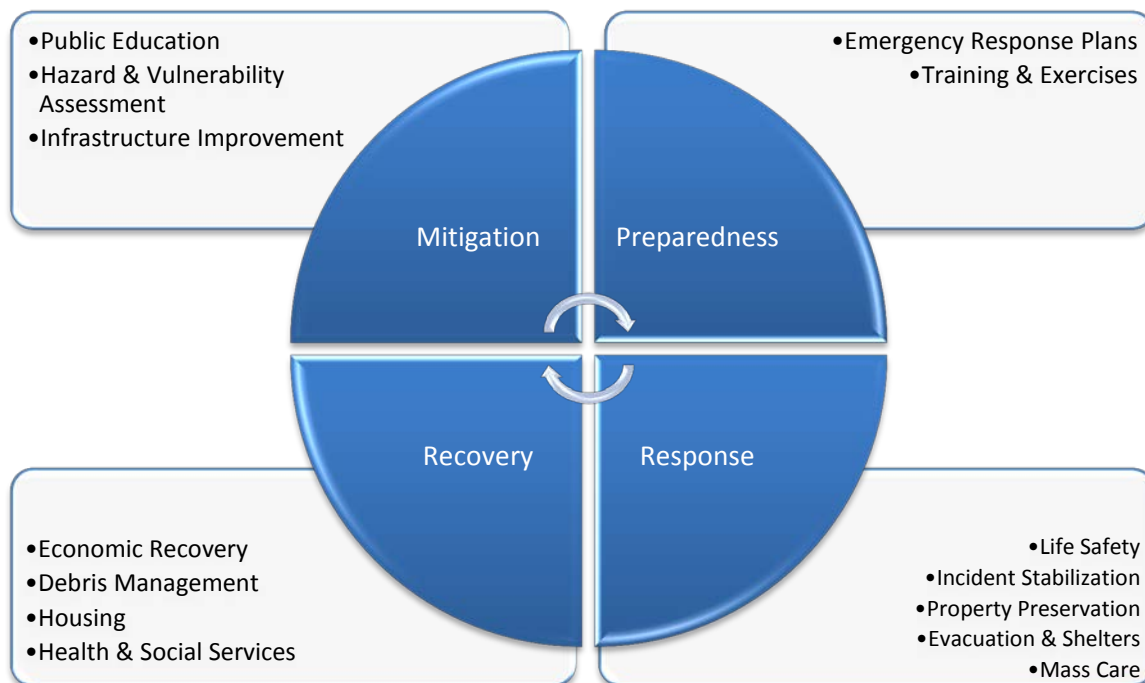 •Public Education
•Hazard & Vulnerability
Assessment
•Infrastructure Improvement
•Emergency Response Plans
•Training & Exercises
Mitigation
Preparedness
Recovery
Response
•Economic Recovery
•Debris Management
•Housing
•Health & Social Services
•Life Safety
•Incident Stabilization
•Property Preservation
•Evacuation & Shelters
•Mass Care